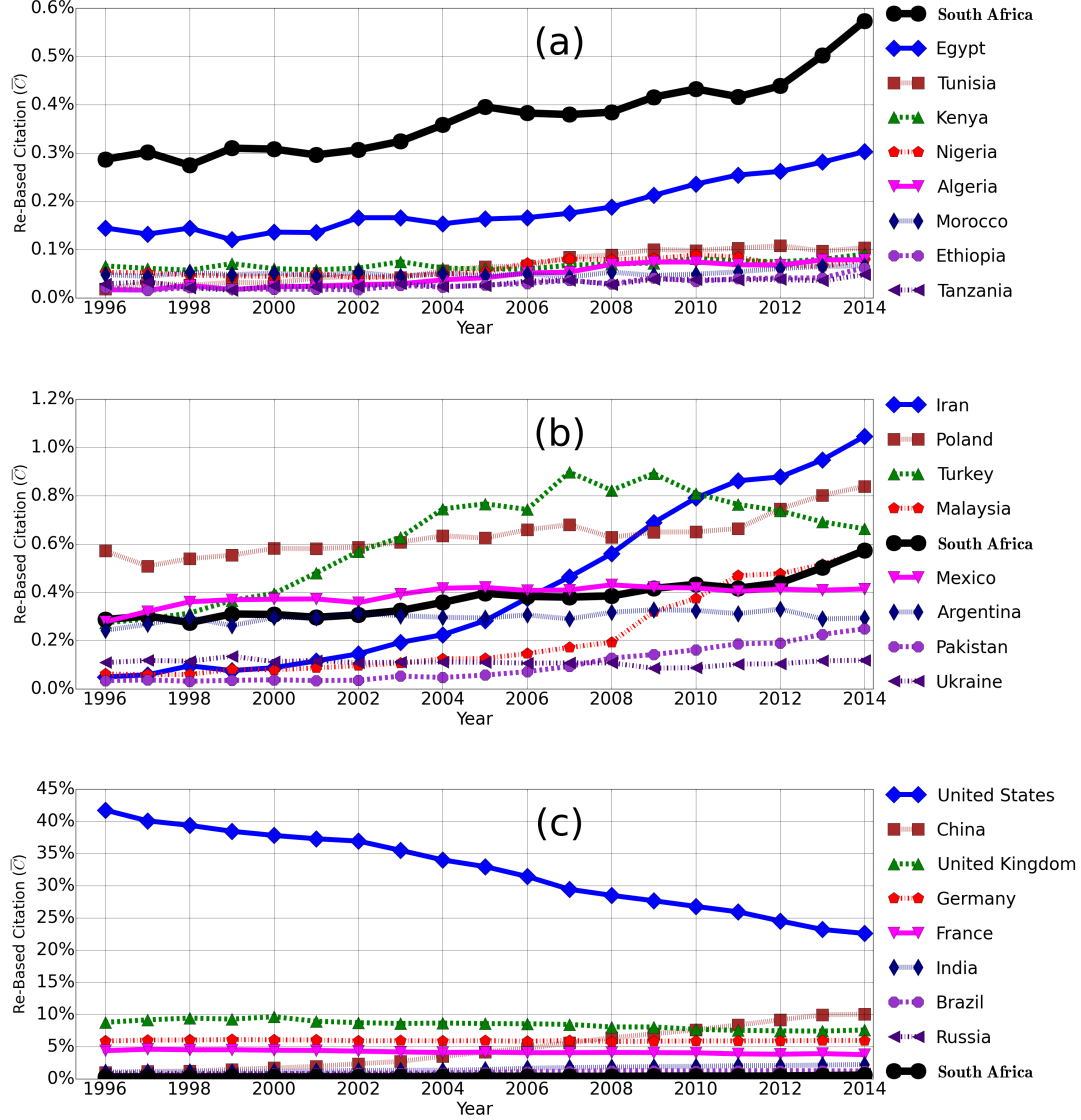 0.6%
0.5%
0.4%
0.3%
0.2%
0.1%
0.0%
Re-Based Citation (C̅)
(a)
1996 1998 2000 2002 2004 2006 2008 2010 2012 2014
Year
South Africa
Egypt
Tunisia
Kenya
Nigeria
Algeria
Morocco
Ethiopia
Tanzania
1.2%
1.0%
0.8%
0.6%
0.4%
0.2%
0.0%
Re-Based Citation (C̅)
(b)
1996 1998 2000 2002 2004 2006 2008 2010 2012 2014
Year
Iran
Poland
Turkey
Malaysia
South Africa
Mexico
Argentina
Pakistan
Ukraine
45%
40%
35%
30%
25%
20%
15%
10%
5%
0%
Re-Based Citation (C̅)
(c)
1996 1998 2000 2002 2004 2006 2008 2010 2012 2014
Year
United States
China
United Kingdom
Germany
France
India
Brazil
Russia
South Africa